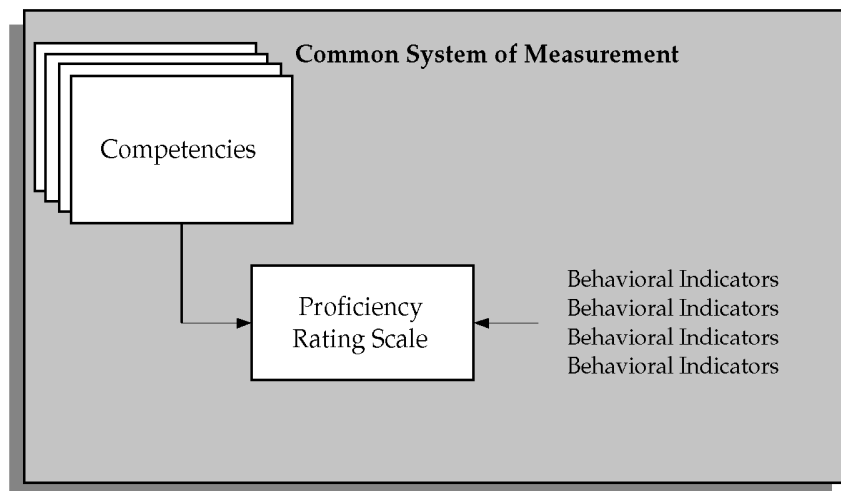 Common System of Measurement
Competencies
Proficiency
Rating Scale
Behavioral Indicators
Behavioral Indicators
Behavioral Indicators
Behavioral Indicators